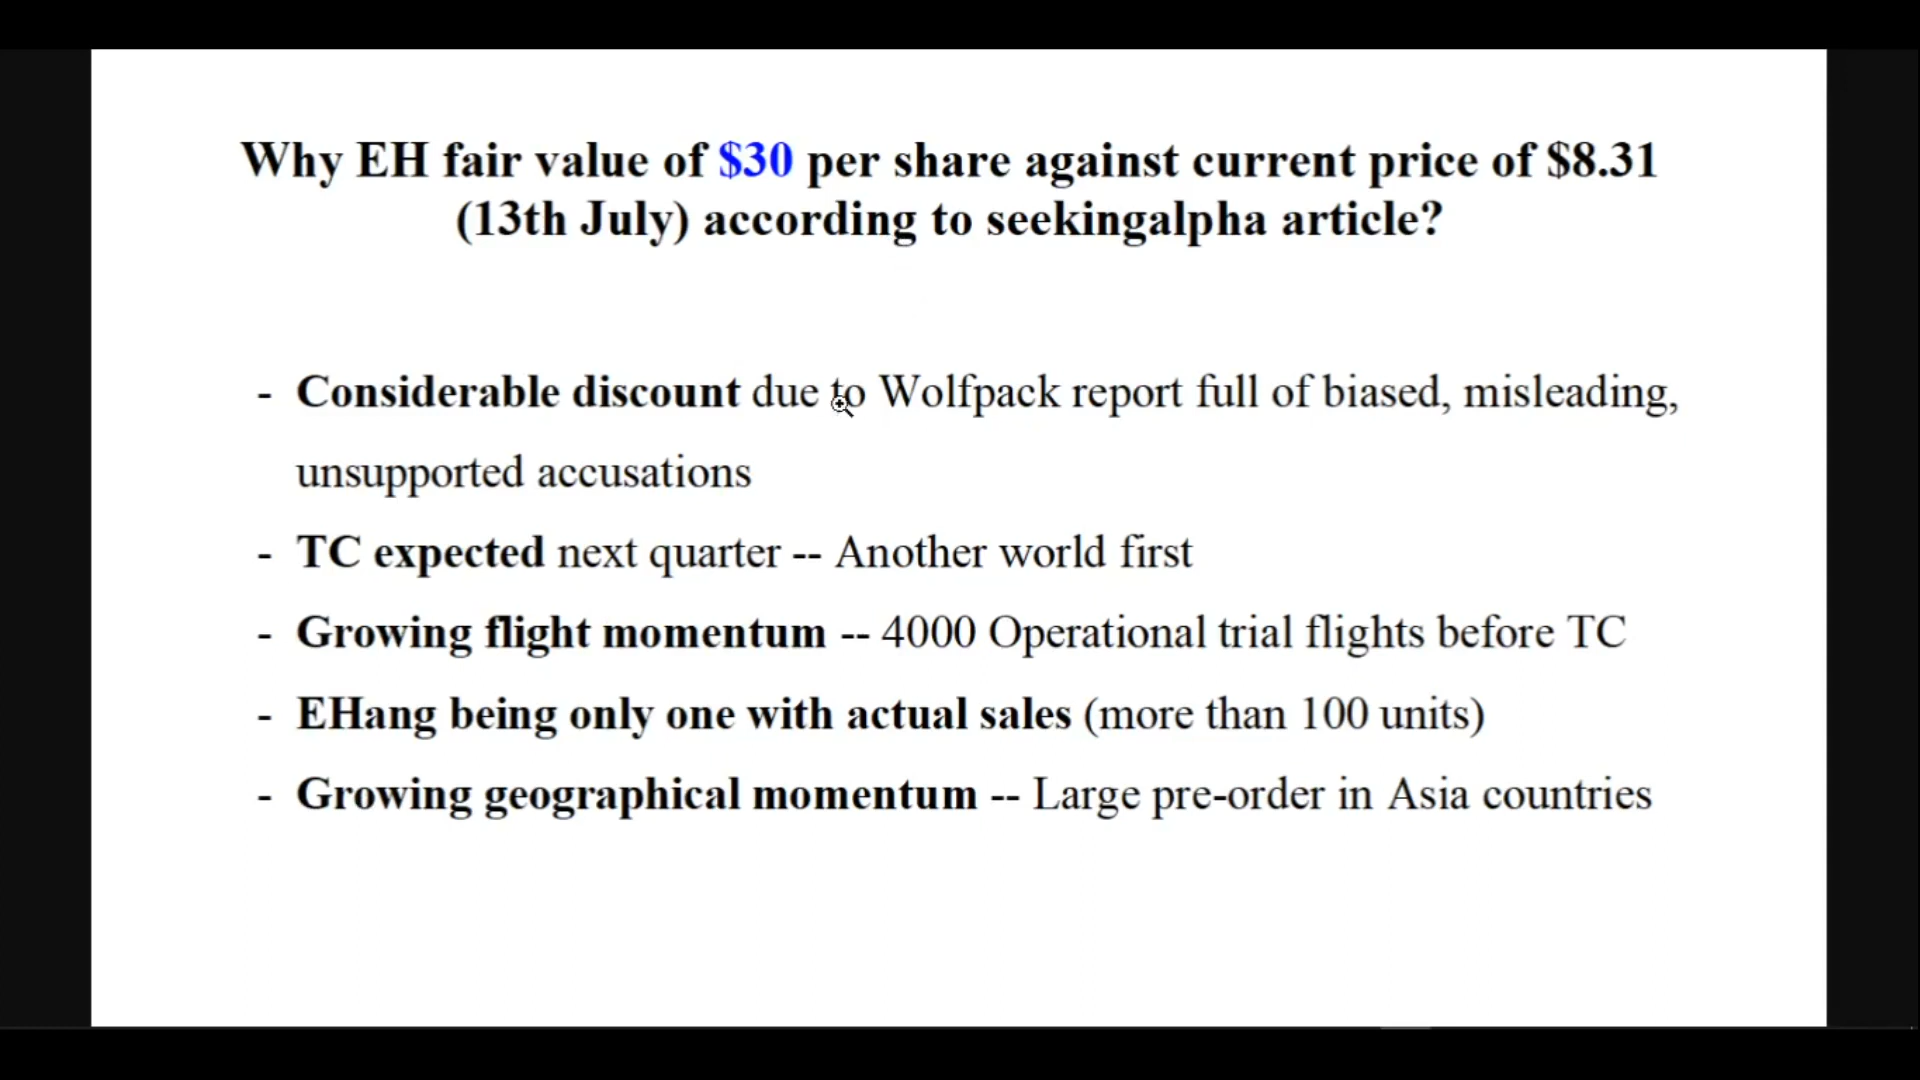 Why EH fair value of $30 per share against current price of $8.31
(13th July) according to seekingalpha article?
- Considerable discount due to Wolfpack report full of biased, misleading,
unsupported accusations
- TC expected next quarter -- Another world first
- Growing flight momentum -- 4000 Operational trial flights before TC
- EHang being only one with actual sales (more than 100 units)
- Growing geographical momentum -- Large pre-order in Asia countries